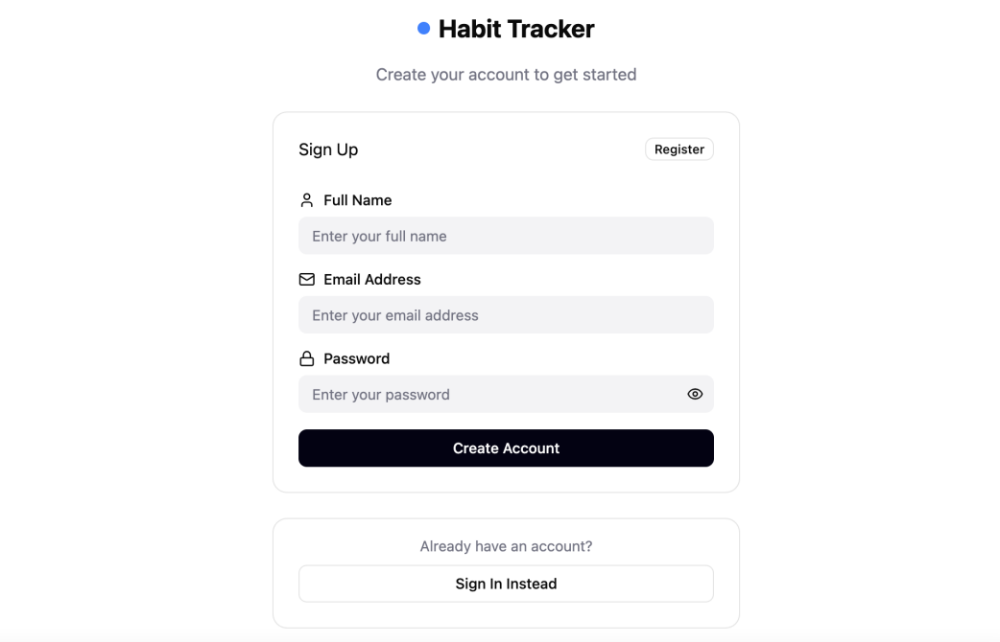 Habit Tracker
Create your account to get started
Sign Up
Register
Full Name
Enter your full name
Email Address
Enter your email address
Password
Enter your password
Create Account
Already have an account?
Sign In Instead